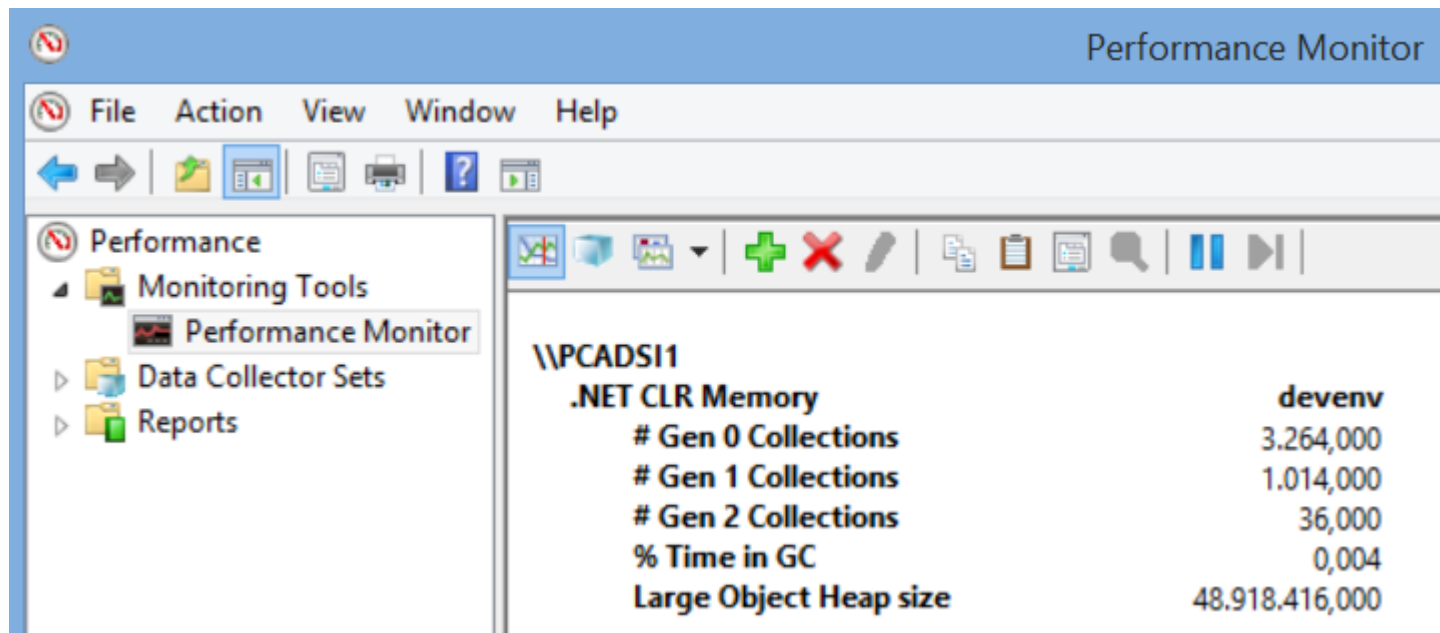 Performance Monitor
File Action View Window Help
Performance
Monitoring Tools
Performance Monitor
Data Collector Sets
Reports
\\PCADSI1
.NET CLR Memory devenv
# Gen 0 Collections 3.264,000
# Gen 1 Collections 1.014,000
# Gen 2 Collections 36,000
% Time in GC 0,004
Large Object Heap size 48.918.416,000